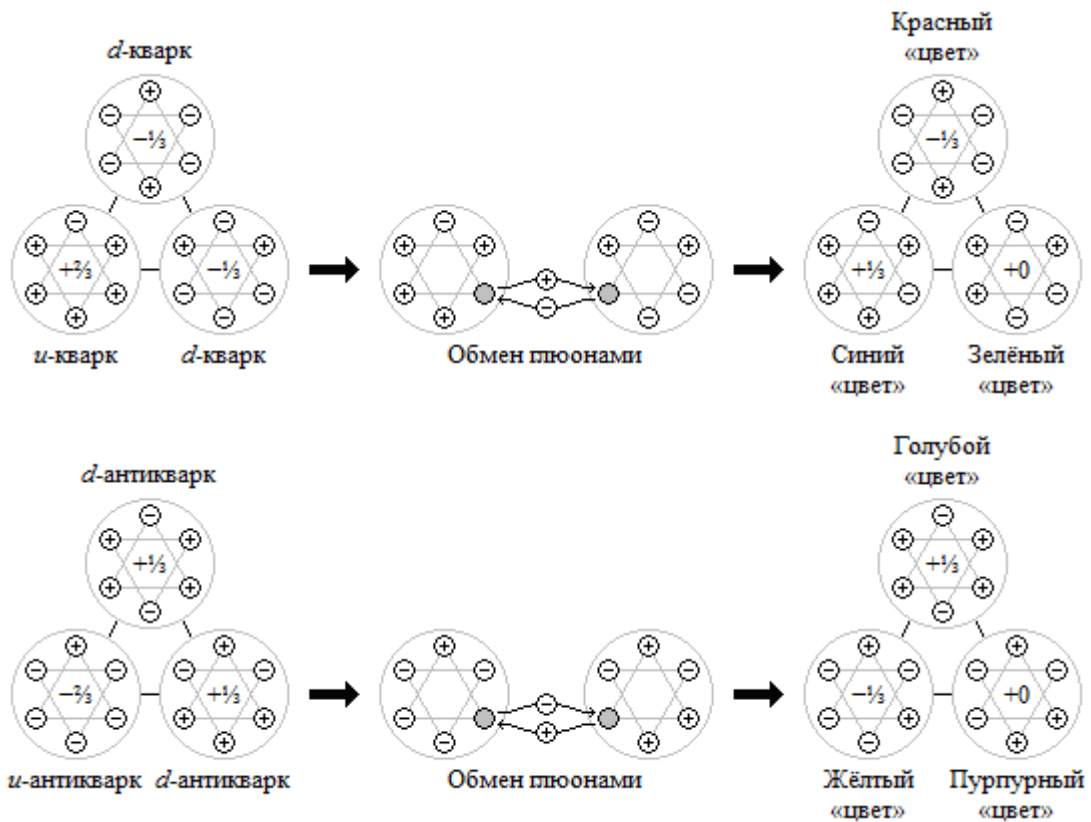 d-кварк
Красный
«цвет»
−⅓
−⅓
+⅔
−⅓
+⅓
+0
u-кварк
d-кварк
Обмен глюонами
Синий
«цвет»
Зелёный
«цвет»
d-антикварк
Голубой
«цвет»
+⅓
+⅓
−⅔
+⅓
−⅓
+0
u-антикварк
d-антикварк
Обмен глюонами
Жёлтый
«цвет»
Пурпурный
«цвет»